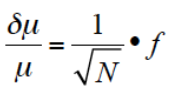 δμ/μ = 1/√N • f